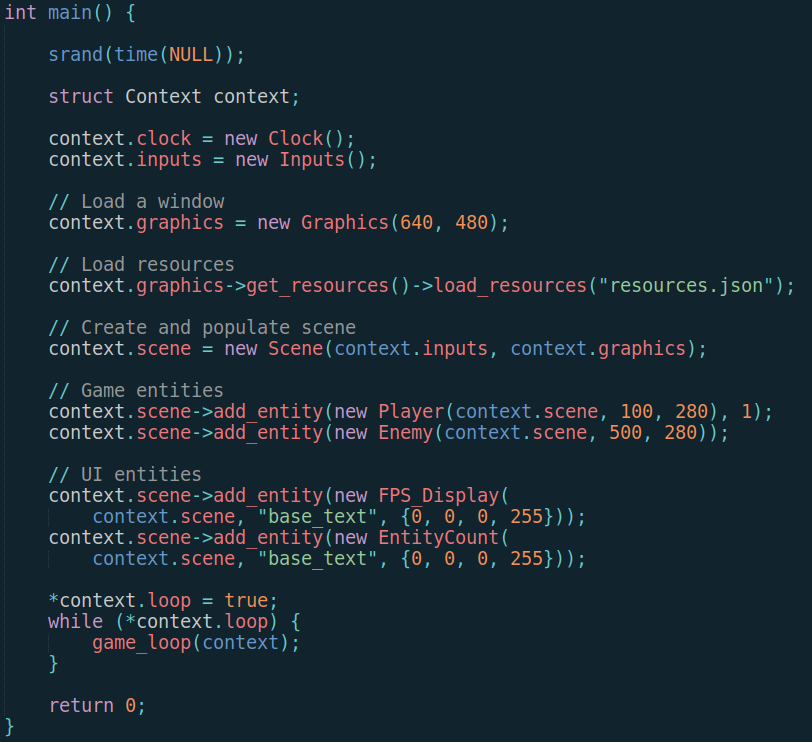 int main() {
srand(time(NULL));
struct Context context;
context.clock = new Clock();
context.inputs = new Inputs();
// Load a window
context.graphics = new Graphics(640, 480);
// Load resources
context.graphics->get_resources()->load_resources("resources.json");
// Create and populate scene
context.scene = new Scene(context.inputs, context.graphics);
// Game entities
context.scene->add_entity(new Player(context.scene, 100, 280), 1);
context.scene->add_entity(new Enemy(context.scene, 500, 280));
// UI entities
context.scene->add_entity(new FPS_Display(
context.scene, "base_text", {0, 0, 0, 255}));
context.scene->add_entity(new EntityCount(
context.scene, "base_text", {0, 0, 0, 255}));
*context.loop = true;
while (*context.loop) {
game_loop(context);
}
return 0;
}